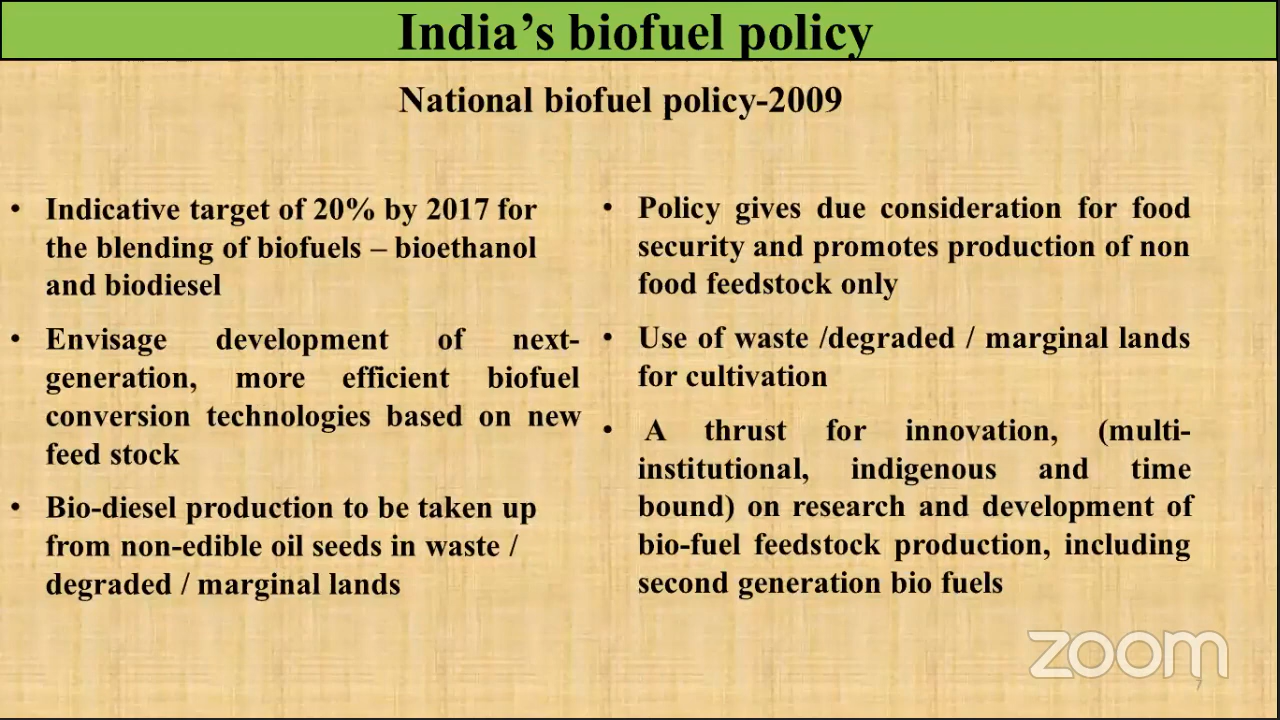 India’s biofuel policy
National biofuel policy-2009
• Indicative target of 20% by 2017 for
the blending of biofuels – bioethanol
and biodiesel
• Envisage development of next-
generation, more efficient biofuel
conversion technologies based on new
feed stock
• Bio-diesel production to be taken up
from non-edible oil seeds in waste /
degraded / marginal lands
• Policy gives due consideration for food
security and promotes production of non
food feedstock only
• Use of waste /degraded / marginal lands
for cultivation
• A thrust for innovation, (multi-
institutional, indigenous and time
bound) on research and development of
bio-fuel feedstock production, including
second generation bio fuels
zoom
7